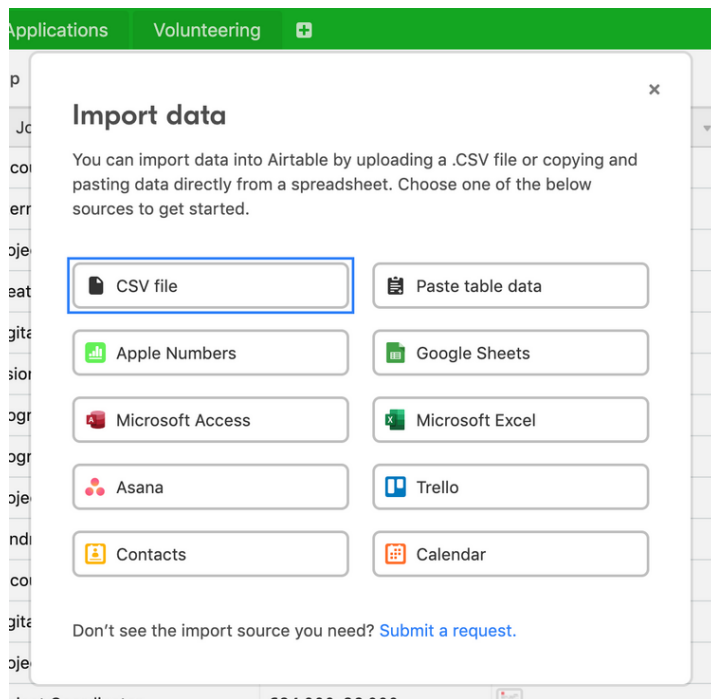 Applications Volunteering
Import data
You can import data into Airtable by uploading a .CSV file or copying and
pasting data directly from a spreadsheet. Choose one of the below
sources to get started.
CSV file Paste table data
Apple Numbers Google Sheets
Microsoft Access Microsoft Excel
Asana Trello
Contacts Calendar
Don’t see the import source you need? Submit a request.